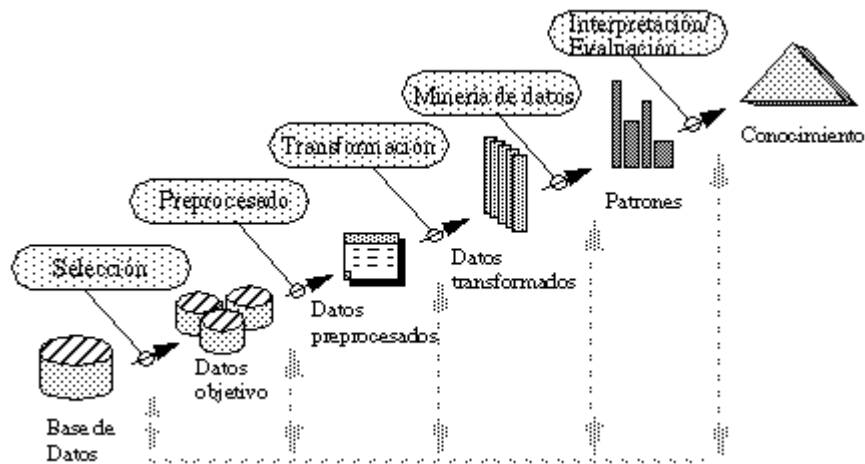 Interpretación/
Evaluación
Minería de datos
Conocimiento
Transformación
Patrones
Preprocesado
Datos
transformados
Selección
Datos
preprocesados
Datos
objetivo
Base de
Datos